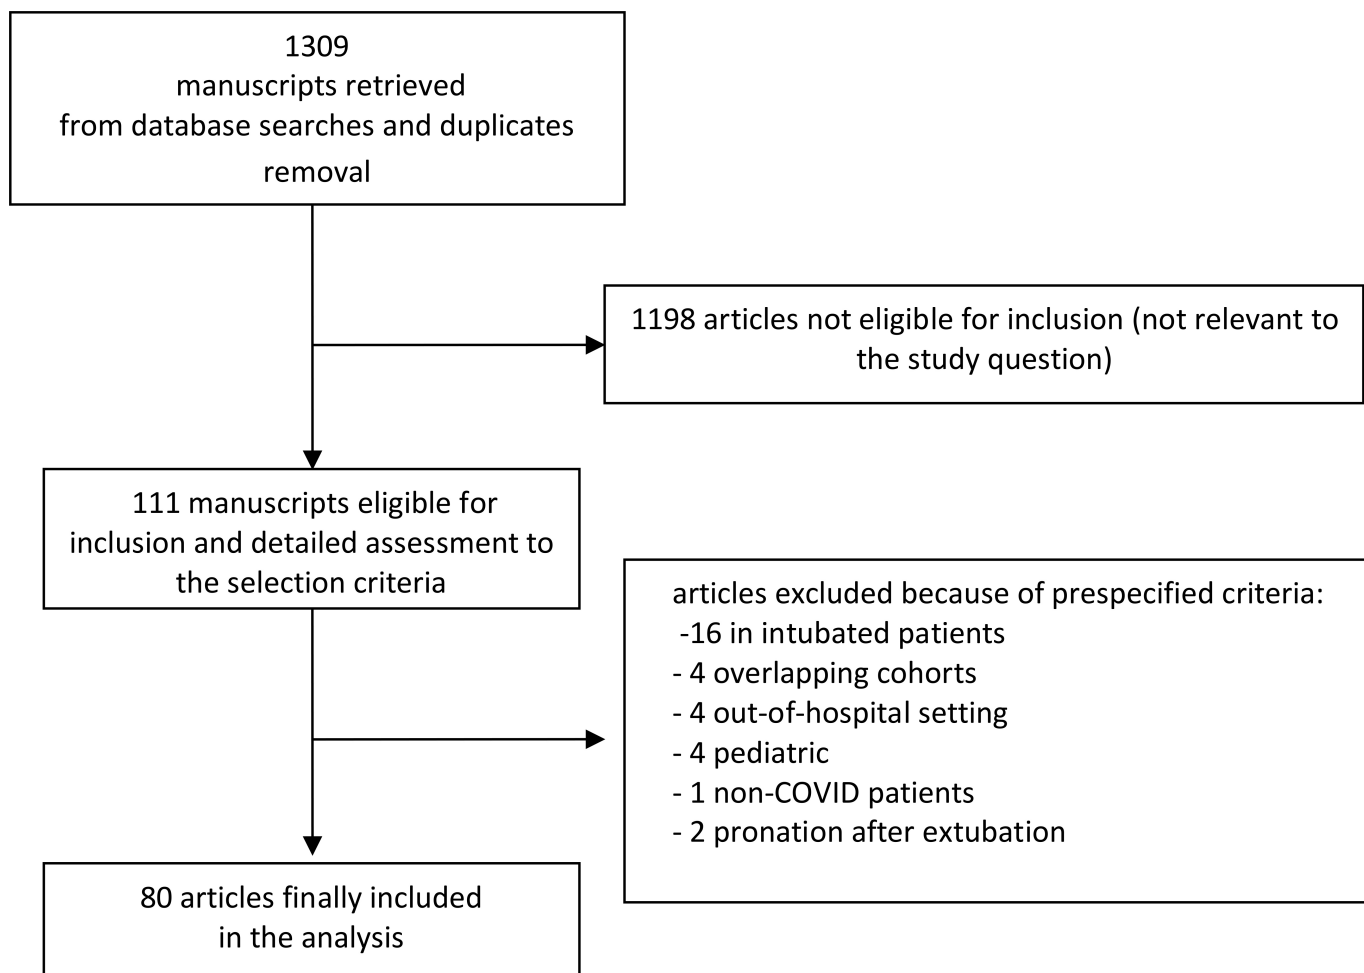 1309
manuscripts retrieved
from database searches and duplicates
removal
1198 articles not eligible for inclusion (not relevant to
the study question)
111 manuscripts eligible for
inclusion and detailed assessment to
the selection criteria
articles excluded because of prespecified criteria:
-16 in intubated patients
- 4 overlapping cohorts
- 4 out-of-hospital setting
- 4 pediatric
- 1 non-COVID patients
- 2 pronation after extubation
80 articles finally included
in the analysis